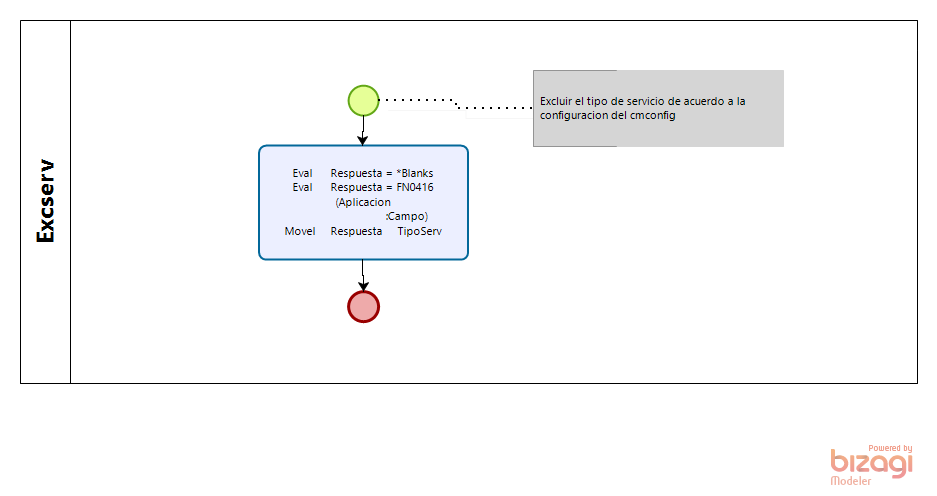 Excserv
Excluir el tipo de servicio de acuerdo a la
configuracion del cmconfig
Eval Respuesta = *Blanks
Eval Respuesta = FN0416
(Aplicacion
:Campo)
Movel Respuesta TipoServ
Powered by
bizagi
Modeler